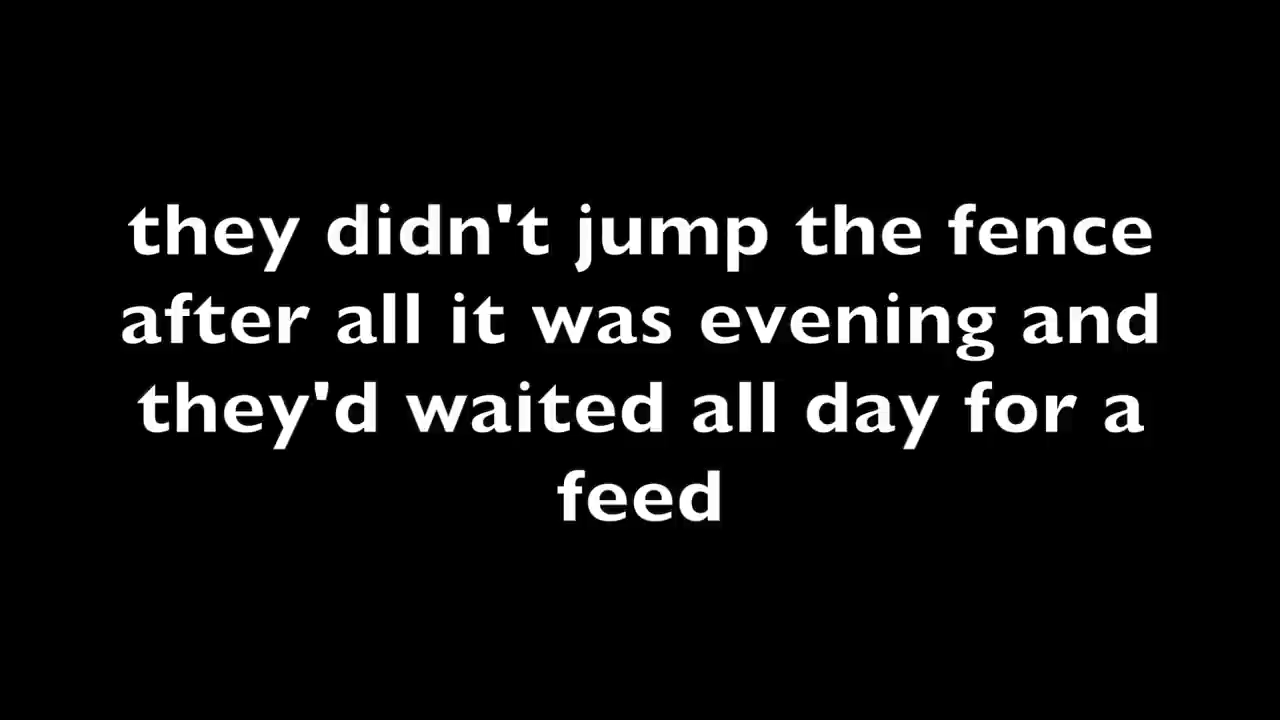 they didn't jump the fence
after all it was evening and
they'd waited all day for a
feed